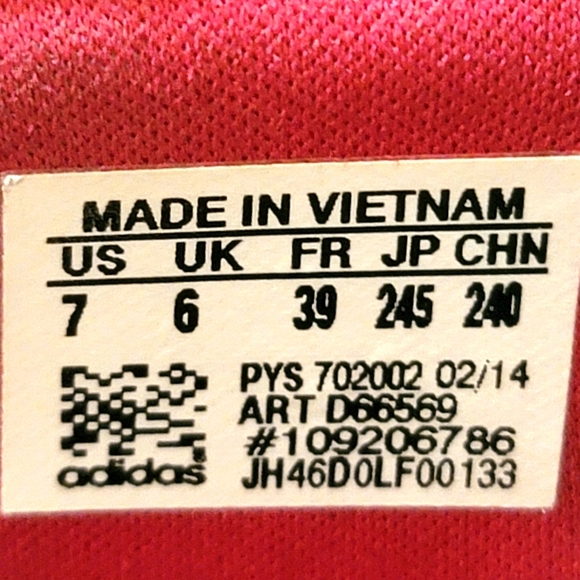 MADE IN VIETNAM
US UK FR JP CHN
7 6 39 245 240
PYS 702002 02/14
ART D66569
#109206786
adidas® JH46D0LF00133